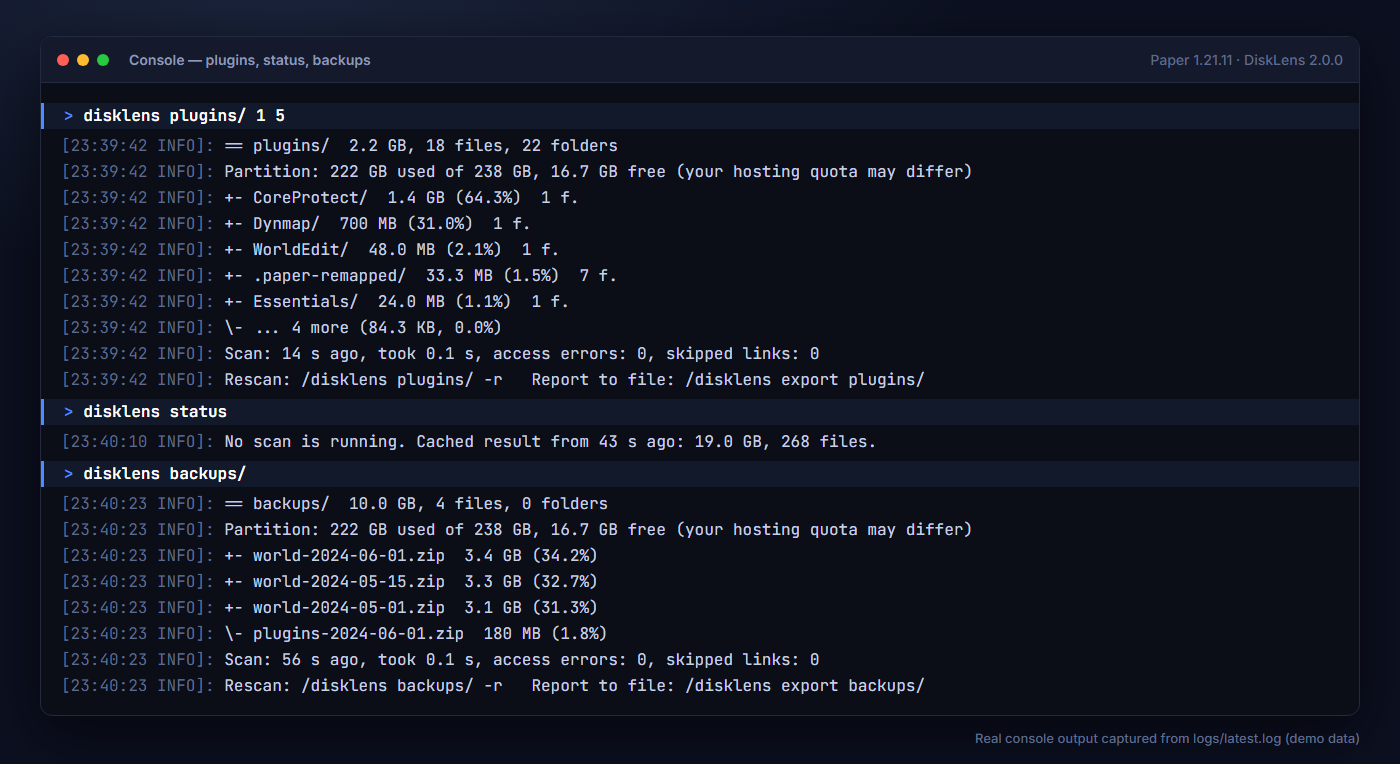 Console — plugins, status, backups
Paper 1.21.11 · DiskLens 2.0.0
> disklens plugins/ 1 5
[23:39:42 INFO]: == plugins/  2.2 GB, 18 files, 22 folders
[23:39:42 INFO]: Partition: 222 GB used of 238 GB, 16.7 GB free (your hosting quota may differ)
[23:39:42 INFO]: +- CoreProtect/  1.4 GB (64.3%)  1 f.
[23:39:42 INFO]: +- Dynmap/  700 MB (31.0%)  1 f.
[23:39:42 INFO]: +- WorldEdit/  48.0 MB (2.1%)  1 f.
[23:39:42 INFO]: +- .paper-remapped/  33.3 MB (1.5%)  7 f.
[23:39:42 INFO]: +- Essentials/  24.0 MB (1.1%)  1 f.
[23:39:42 INFO]: \- ... 4 more (84.3 KB, 0.0%)
[23:39:42 INFO]: Scan: 14 s ago, took 0.1 s, access errors: 0, skipped links: 0
[23:39:42 INFO]: Rescan: /disklens plugins/ -r   Report to file: /disklens export plugins/
> disklens status
[23:40:10 INFO]: No scan is running. Cached result from 43 s ago: 19.0 GB, 268 files.
> disklens backups/
[23:40:23 INFO]: == backups/  10.0 GB, 4 files, 0 folders
[23:40:23 INFO]: Partition: 222 GB used of 238 GB, 16.7 GB free (your hosting quota may differ)
[23:40:23 INFO]: +- world-2024-06-01.zip  3.4 GB (34.2%)
[23:40:23 INFO]: +- world-2024-05-15.zip  3.3 GB (32.7%)
[23:40:23 INFO]: +- world-2024-05-01.zip  3.1 GB (31.3%)
[23:40:23 INFO]: \- plugins-2024-06-01.zip  180 MB (1.8%)
[23:40:23 INFO]: Scan: 56 s ago, took 0.1 s, access errors: 0, skipped links: 0
[23:40:23 INFO]: Rescan: /disklens backups/ -r   Report to file: /disklens export backups/
Real console output captured from logs/latest.log (demo data)